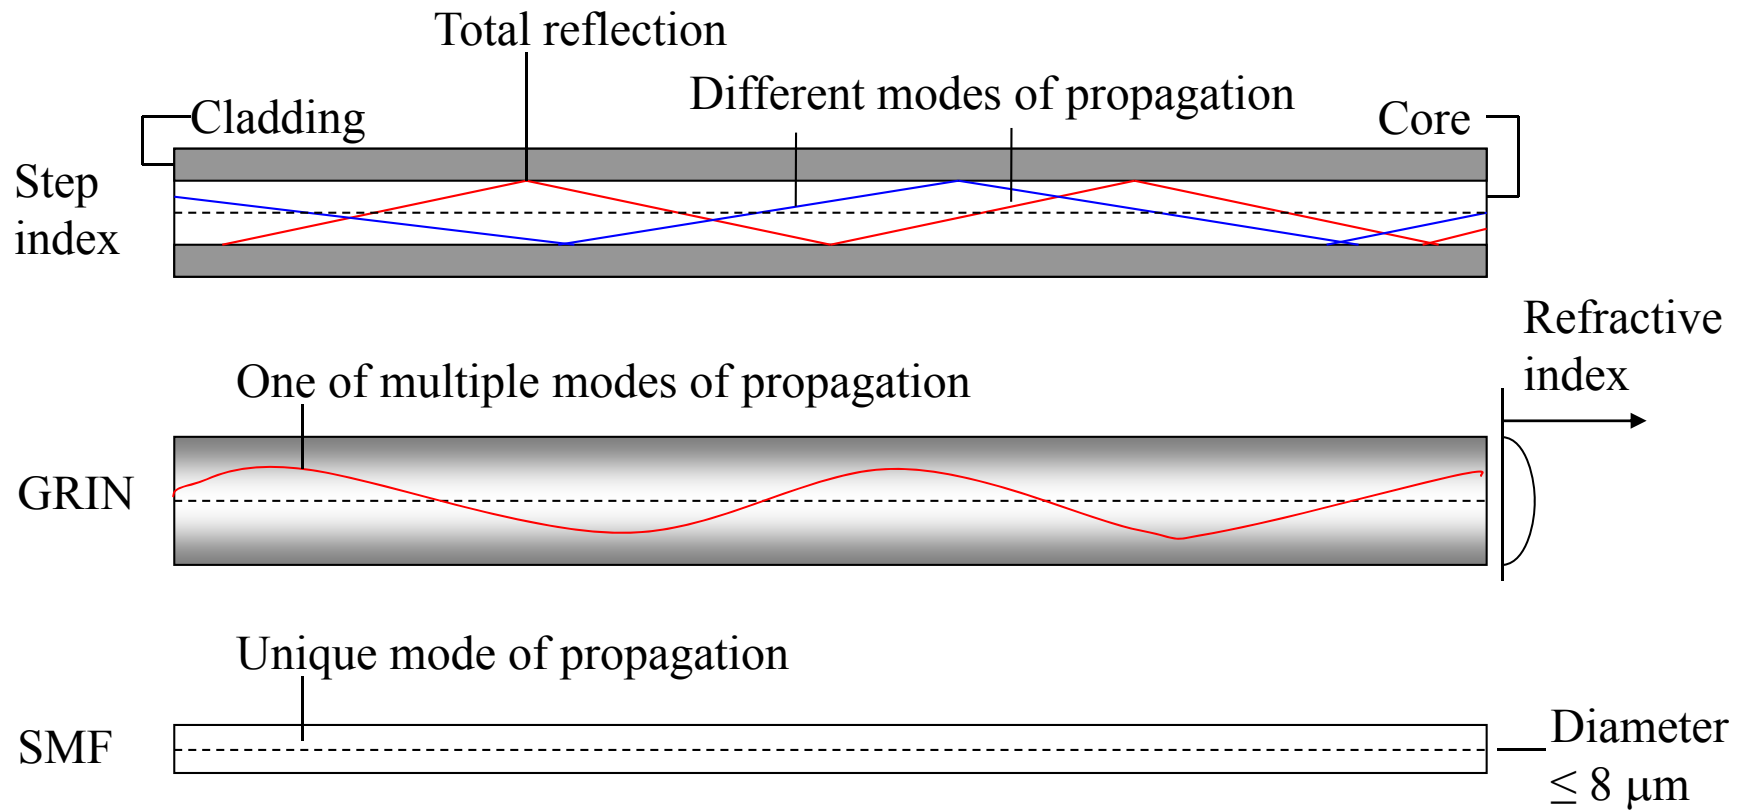 Total reflection
Different modes of propagation
Cladding
Core
Step
index
Refractive
index
One of multiple modes of propagation
GRIN
Unique mode of propagation
SMF
Diameter
≤ 8 μm